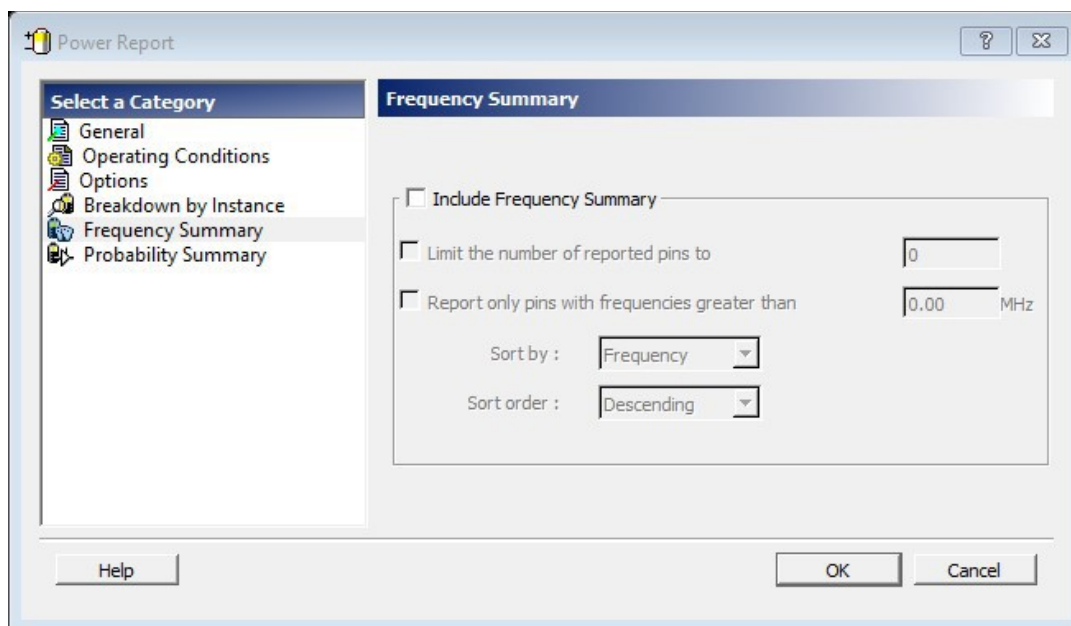 Power Report
Select a Category
General
Operating Conditions
Options
Breakdown by Instance
Frequency Summary
Probability Summary
Frequency Summary
Include Frequency Summary
Limit the number of reported pins to 0
Report only pins with frequencies greater than 0.00 MHz
Sort by : Frequency
Sort order : Descending
Help OK Cancel